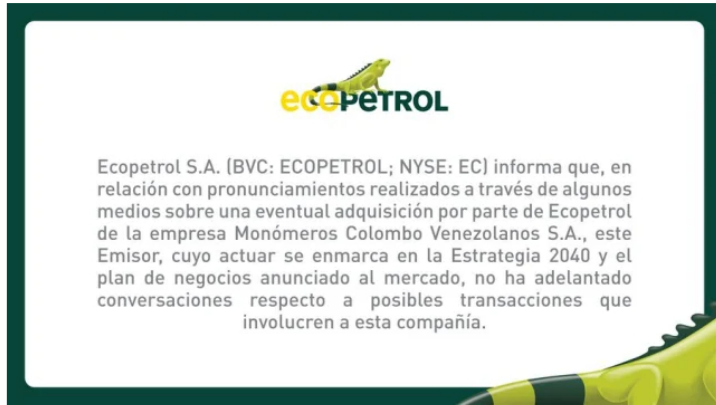 ecoPETROL
Ecopetrol S.A. (BVC: ECOPETROL; NYSE: EC) informa que, en
relación con pronunciamientos realizados a través de algunos
medios sobre una eventual adquisición por parte de Ecopetrol
de la empresa Monómeros Colombo Venezolanos S.A., este
Emisor, cuyo actuar se enmarca en la Estrategia 2040 y el
plan de negocios anunciado al mercado, no ha adelantado
conversaciones respecto a posibles transacciones que
involucren a esta compañía.